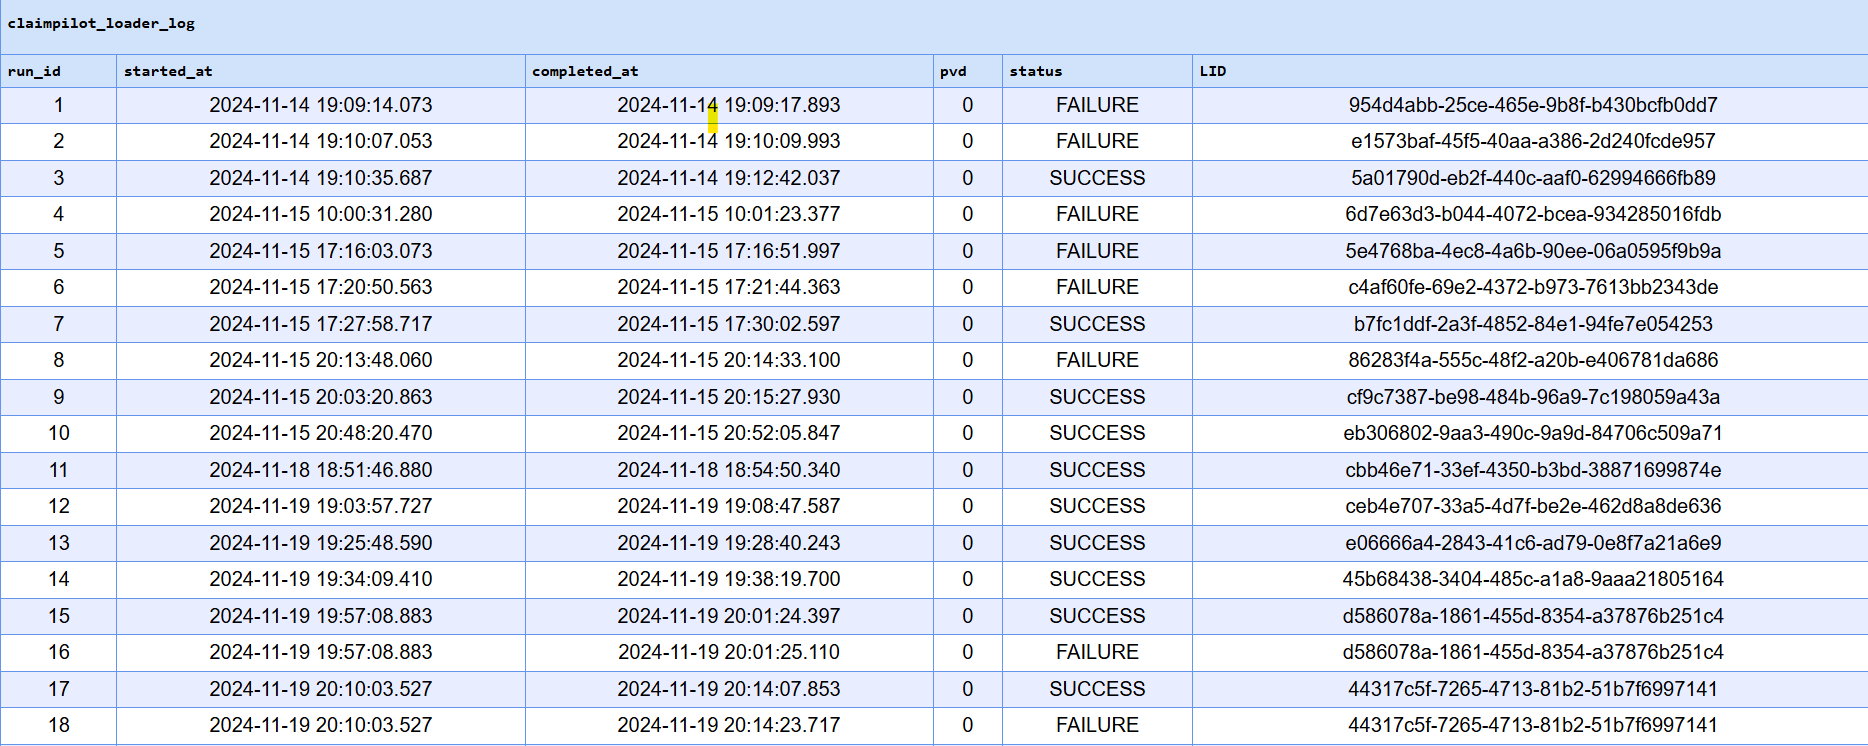 claimpilot_loader_log
run_id started_at completed_at pvd status LID
1 2024-11-14 19:09:14.073 2024-11-14 19:09:17.893 0 FAILURE 954d4abb-25ce-465e-9b8f-b430bcfb0dd7
2 2024-11-14 19:10:07.053 2024-11-14 19:10:09.993 0 FAILURE e1573baf-45f5-40aa-a386-2d240fcde957
3 2024-11-14 19:10:35.687 2024-11-14 19:12:42.037 0 SUCCESS 5a01790d-eb2f-440c-aaf0-62994666fb89
4 2024-11-15 10:00:31.280 2024-11-15 10:01:23.377 0 FAILURE 6d7e63d3-b044-4072-bcea-934285016fdb
5 2024-11-15 17:16:03.073 2024-11-15 17:16:51.997 0 FAILURE 5e4768ba-4ec8-4a6b-90ee-06a0595f9b9a
6 2024-11-15 17:20:50.563 2024-11-15 17:21:44.363 0 FAILURE c4af60fe-69e2-4372-b973-7613bb2343de
7 2024-11-15 17:27:58.717 2024-11-15 17:30:02.597 0 SUCCESS b7fc1ddf-2a3f-4852-84e1-94fe7e054253
8 2024-11-15 20:13:48.060 2024-11-15 20:14:33.100 0 FAILURE 86283f4a-555c-48f2-a20b-e406781da686
9 2024-11-15 20:03:20.863 2024-11-15 20:15:27.930 0 SUCCESS cf9c7387-be98-484b-96a9-7c198059a43a
10 2024-11-15 20:48:20.470 2024-11-15 20:52:05.847 0 SUCCESS eb306802-9aa3-490c-9a9d-84706c509a71
11 2024-11-18 18:51:46.880 2024-11-18 18:54:50.340 0 SUCCESS cbb46e71-33ef-4350-b3bd-38871699874e
12 2024-11-19 19:03:57.727 2024-11-19 19:08:47.587 0 SUCCESS ceb4e707-33a5-4d7f-be2e-462d8a8de636
13 2024-11-19 19:25:48.590 2024-11-19 19:28:40.243 0 SUCCESS e06666a4-2843-41c6-ad79-0e8f7a21a6e9
14 2024-11-19 19:34:09.410 2024-11-19 19:38:19.700 0 SUCCESS 45b68438-3404-485c-a1a8-9aaa21805164
15 2024-11-19 19:57:08.883 2024-11-19 20:01:24.397 0 SUCCESS d586078a-1861-455d-8354-a37876b251c4
16 2024-11-19 19:57:08.883 2024-11-19 20:01:25.110 0 FAILURE d586078a-1861-455d-8354-a37876b251c4
17 2024-11-19 20:10:03.527 2024-11-19 20:14:07.853 0 SUCCESS 44317c5f-7265-4713-81b2-51b7f6997141
18 2024-11-19 20:10:03.527 2024-11-19 20:14:23.717 0 FAILURE 44317c5f-7265-4713-81b2-51b7f6997141